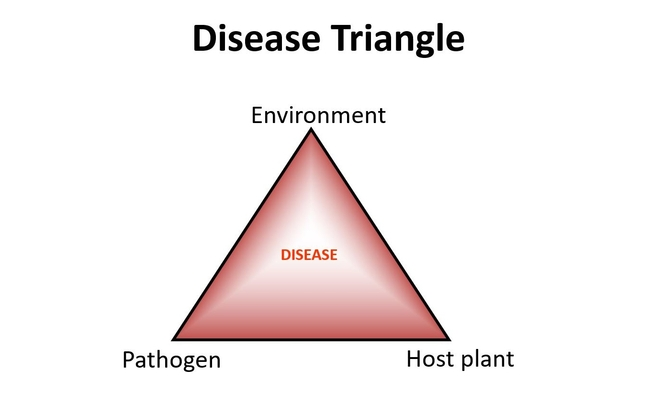 Disease Triangle
Environment
DISEASE
Pathogen
Host plant